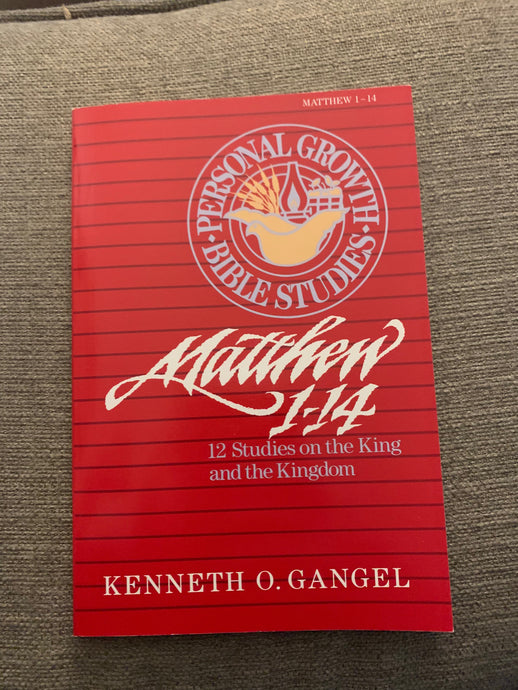 MATTHEW 1-14
PERSONAL GROWTH
• BIBLE STUDIES •
Matthew
1-14
12 Studies on the King
and the Kingdom
KENNETH O. GANGEL